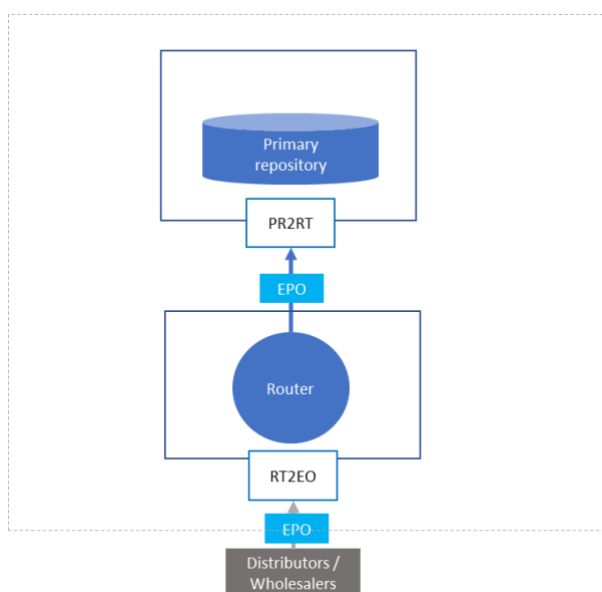 Primary
repository
PR2RT
EPO
Router
RT2EO
EPO
Distributors /
Wholesalers